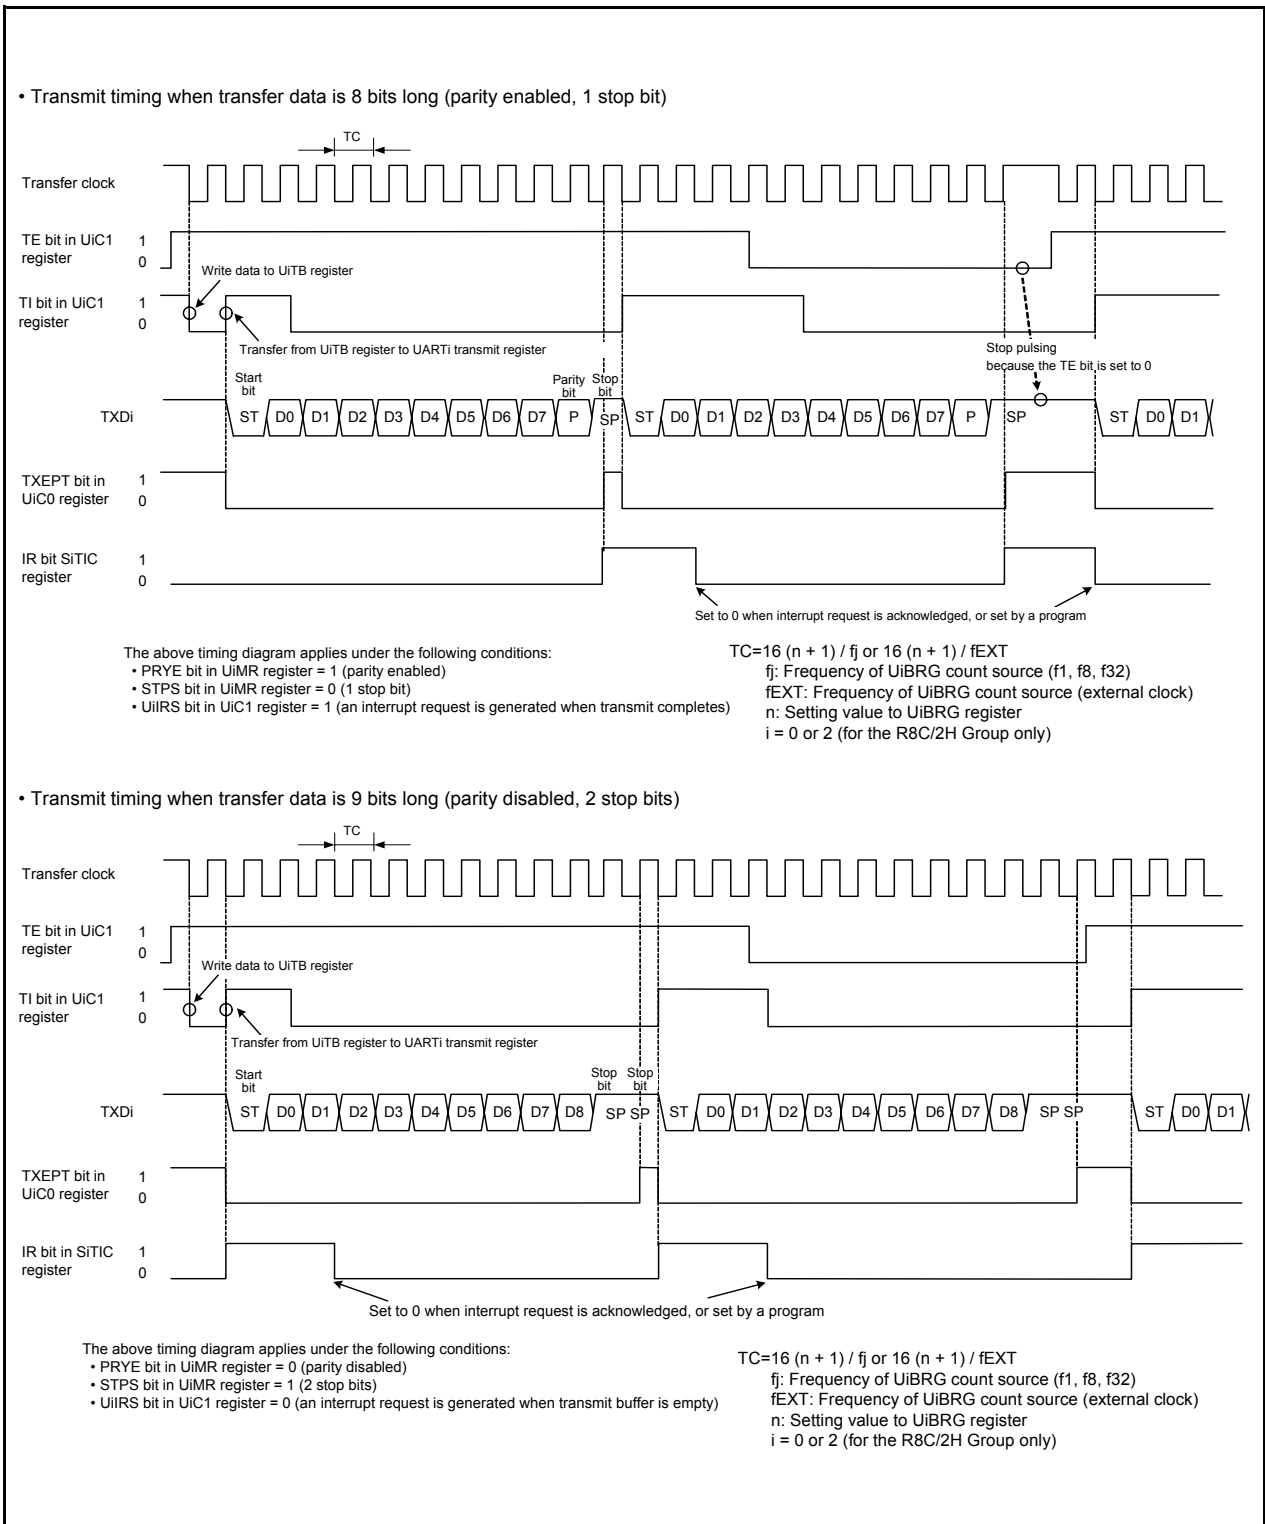 • Transmit timing when transfer data is 8 bits long (parity enabled, 1 stop bit)
TC
Transfer clock
TE bit in UiC1
register
1
0
Write data to UiTB register
TI bit in UiC1
register
1
0
Transfer from UiTB register to UARTi transmit register
Stop pulsing
because the TE bit is set to 0
Start
bit
Parity
bit
Stop
bit
TXDi
ST D0 D1 D2 D3 D4 D5 D6 D7 P SP ST D0 D1 D2 D3 D4 D5 D6 D7 P SP ST D0 D1
TXEPT bit in
UiC0 register
1
0
IR bit SiTIC
register
1
0
Set to 0 when interrupt request is acknowledged, or set by a program
The above timing diagram applies under the following conditions:
• PRYE bit in UiMR register = 1 (parity enabled)
• STPS bit in UiMR register = 0 (1 stop bit)
• UiIRS bit in UiC1 register = 1 (an interrupt request is generated when transmit completes)
TC=16 (n + 1) / fj or 16 (n + 1) / fEXT
fj: Frequency of UiBRG count source (f1, f8, f32)
fEXT: Frequency of UiBRG count source (external clock)
n: Setting value to UiBRG register
i = 0 or 2 (for the R8C/2H Group only)
• Transmit timing when transfer data is 9 bits long (parity disabled, 2 stop bits)
TC
Transfer clock
TE bit in UiC1
register
1
0
Write data to UiTB register
TI bit in UiC1
register
1
0
Transfer from UiTB register to UARTi transmit register
Start
bit
Stop
bit
Stop
bit
TXDi
ST D0 D1 D2 D3 D4 D5 D6 D7 D8 SP SP ST D0 D1 D2 D3 D4 D5 D6 D7 D8 SP SP ST D0 D1
TXEPT bit in
UiC0 register
1
0
IR bit in SiTIC
register
1
0
Set to 0 when interrupt request is acknowledged, or set by a program
The above timing diagram applies under the following conditions:
• PRYE bit in UiMR register = 0 (parity disabled)
• STPS bit in UiMR register = 1 (2 stop bits)
• UiIRS bit in UiC1 register = 0 (an interrupt request is generated when transmit buffer is empty)
TC=16 (n + 1) / fj or 16 (n + 1) / fEXT
fj: Frequency of UiBRG count source (f1, f8, f32)
fEXT: Frequency of UiBRG count source (external clock)
n: Setting value to UiBRG register
i = 0 or 2 (for the R8C/2H Group only)